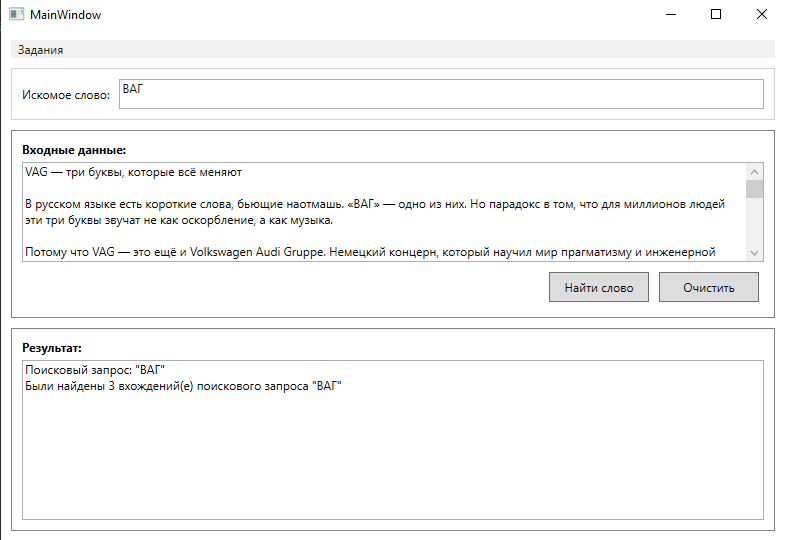 MainWindow
Задания
Искомое слово:
ВАГ
Входные данные:
VAG — три буквы, которые всё меняют
В русском языке есть короткие слова, бьющие наотмашь. «ВАГ» — одно из них. Но парадокс в том, что для миллионов людей
эти три буквы звучат не как оскорбление, а как музыка.
Потому что VAG — это ещё и Volkswagen Audi Gruppe. Немецкий концерн, который научил мир прагматизму и инженерной
Найти слово
Очистить
Результат:
Поисковый запрос: "ВАГ"
Были найдены 3 вхождений(е) поискового запроса "ВАГ"